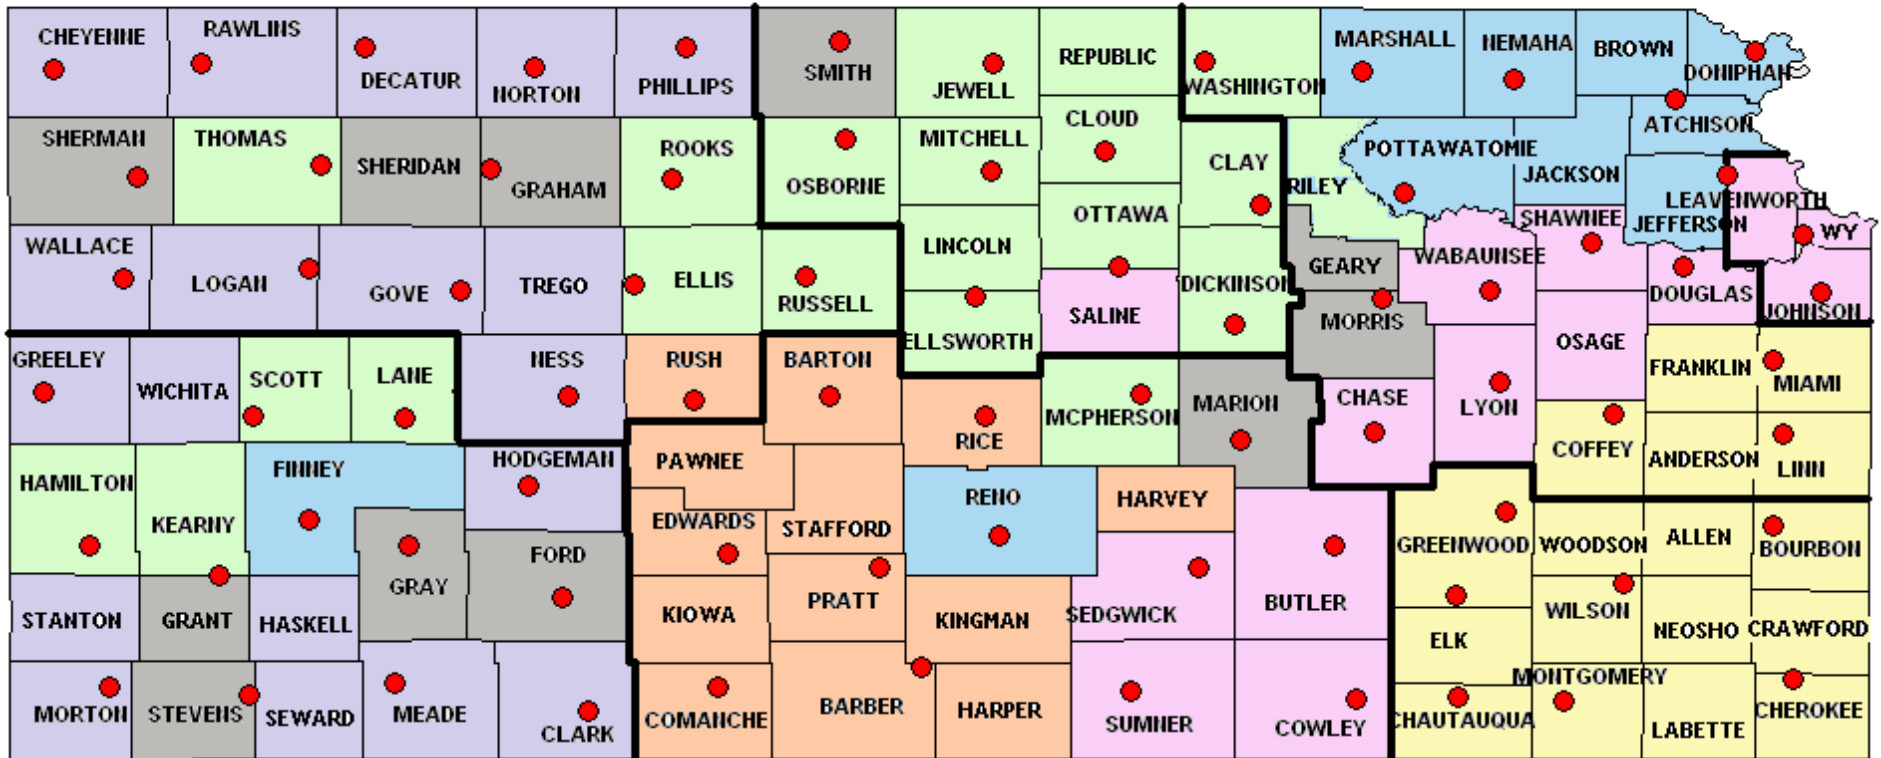 CHEYENNE
RAWLINS
DECATUR
NORTON
PHILLIPS
SMITH
JEWELL
REPUBLIC
WASHINGTON
MARSHALL
NEMAHA
BROWN
DONIPHAN
SHERMAN
THOMAS
SHERIDAN
GRAHAM
ROOKS
OSBORNE
MITCHELL
CLOUD
CLAY
RILEY
POTTAWATOMIE
JACKSON
ATCHISON
LEAVENWORTH
JEFFERSON
SHAWNEE
WY
WALLACE
LOGAN
GOVE
TREGO
ELLIS
RUSSELL
LINCOLN
OTTAWA
ELLSWORTH
SALINE
DICKINSON
GEARY
MORRIS
WABAUNSEE
DOUGLAS
JOHNSON
OSAGE
FRANKLIN
MIAMI
GREELEY
WICHITA
SCOTT
LANE
NESS
RUSH
BARTON
RICE
MCPHERSON
MARION
CHASE
LYON
COFFEY
ANDERSON
LINN
HAMILTON
KEARNY
FINNEY
HODGEMAN
PAWNEE
EDWARDS
STAFFORD
RENO
HARVEY
GRAY
FORD
SEDGWICK
BUTLER
GREENWOOD
WOODSON
ALLEN
BOURBON
STANTON
GRANT
HASKELL
KIOWA
PRATT
KINGMAN
ELK
WILSON
NEOSHO
CRAWFORD
MORTON
STEVENS
SEWARD
MEADE
CLARK
COMANCHE
BARBER
HARPER
SUMNER
COWLEY
CHAUTAUQUA
MONTGOMERY
LABETTE
CHEROKEE